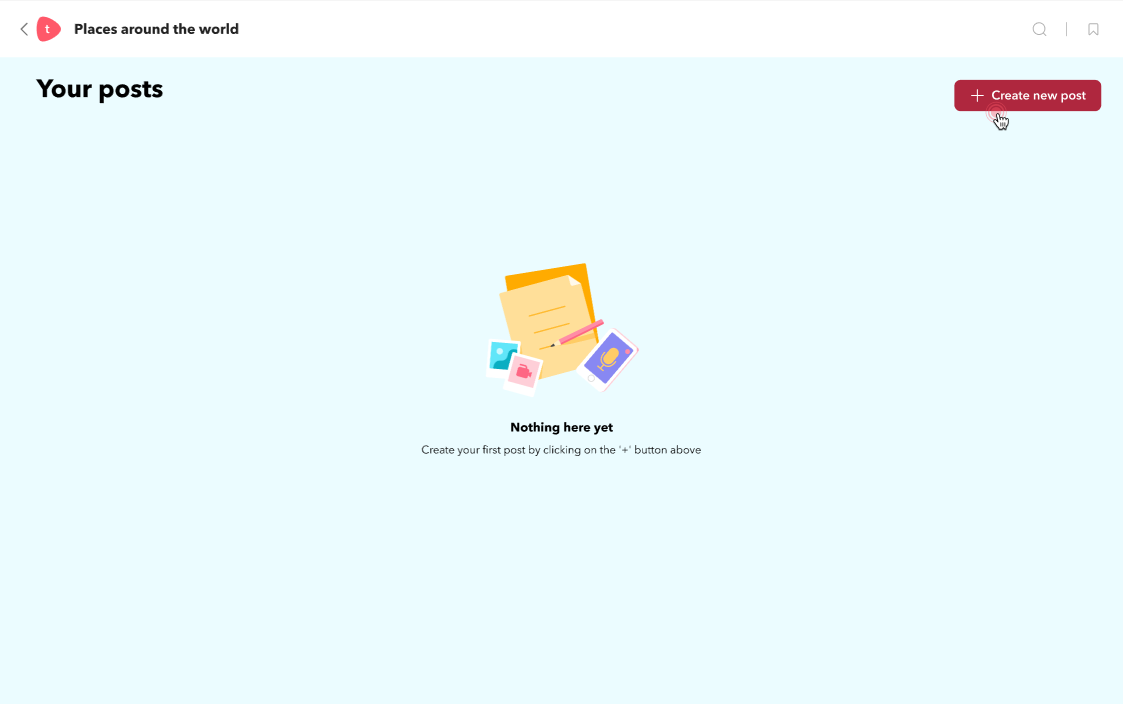 t
Places around the world
Your posts
Create new post
Nothing here yet
Create your first post by clicking on the '+' button above